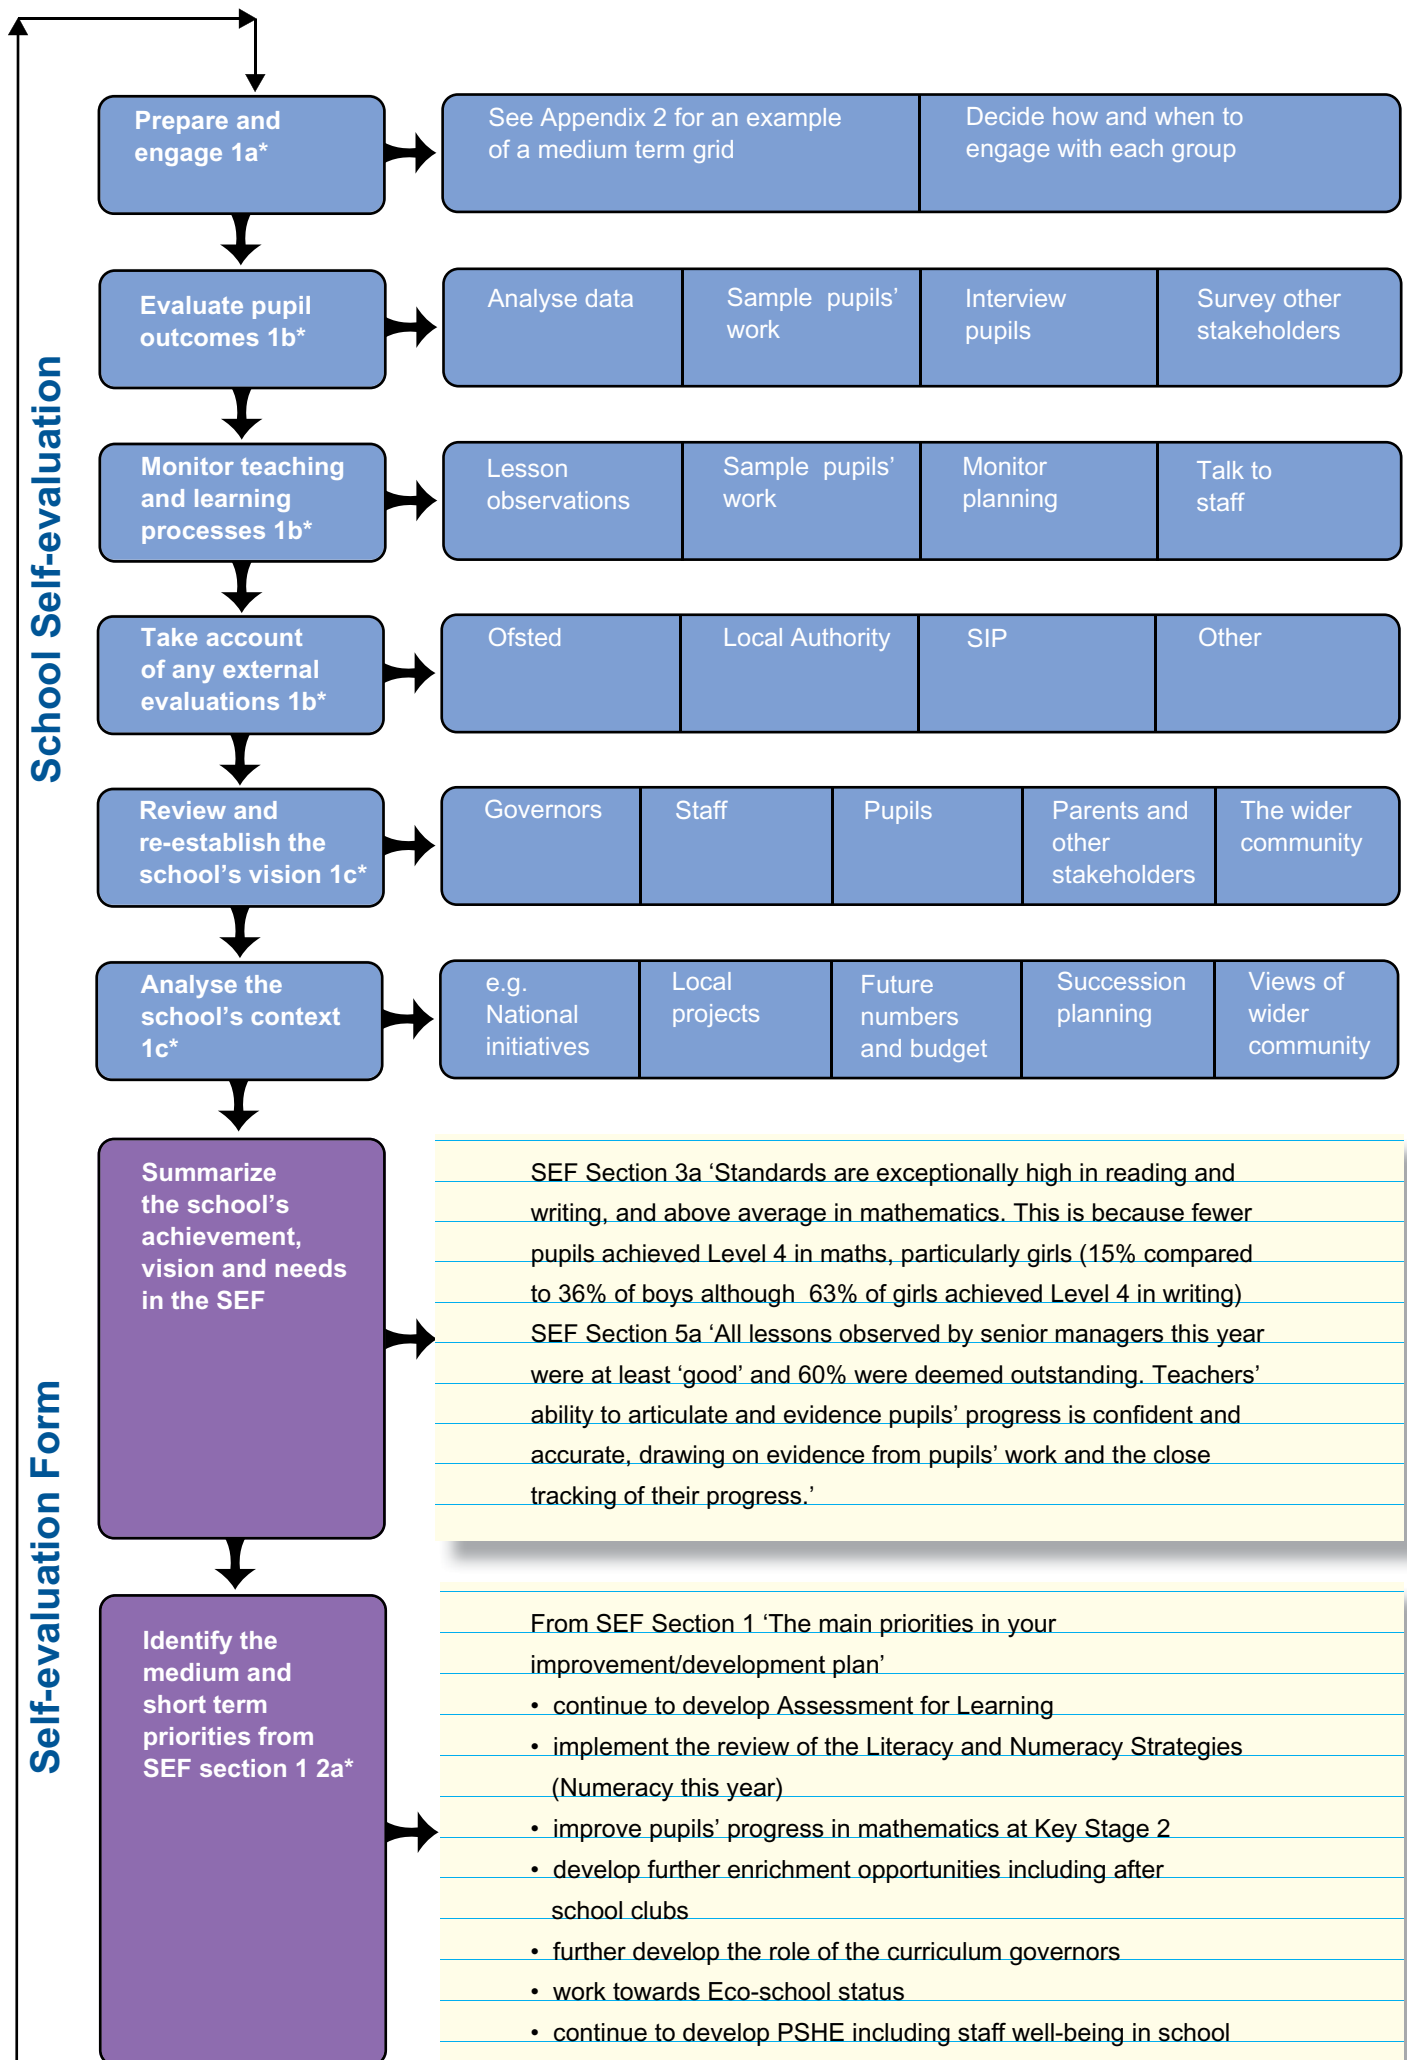 School Self-evaluation
Prepare and
engage 1a*
See Appendix 2 for an example
of a medium term grid
Decide how and when to
engage with each group
Evaluate pupil
outcomes 1b*
Analyse data
Sample pupils’
work
Interview
pupils
Survey other
stakeholders
Monitor teaching
and learning
processes 1b*
Lesson
observations
Sample pupils’
work
Monitor
planning
Talk to
staff
Take account
of any external
evaluations 1b*
Ofsted
Local Authority
SIP
Other
Review and
re-establish the
school’s vision 1c*
Governors
Staff
Pupils
Parents and
other
stakeholders
The wider
community
Analyse the
school’s context
1c*
e.g.
National
initiatives
Local
projects
Future
numbers
and budget
Succession
planning
Views of
wider
community
Self-evaluation Form
Summarize
the school’s
achievement,
vision and needs
in the SEF
SEF Section 3a ‘Standards are exceptionally high in reading and
writing, and above average in mathematics. This is because fewer
pupils achieved Level 4 in maths, particularly girls (15% compared
to 36% of boys although 63% of girls achieved Level 4 in writing)
SEF Section 5a ‘All lessons observed by senior managers this year
were at least ‘good’ and 60% were deemed outstanding. Teachers’
ability to articulate and evidence pupils’ progress is confident and
accurate, drawing on evidence from pupils’ work and the close
tracking of their progress.’
Identify the
medium and
short term
priorities from
SEF section 1 2a*
From SEF Section 1 ‘The main priorities in your
improvement/development plan’
• continue to develop Assessment for Learning
• implement the review of the Literacy and Numeracy Strategies
(Numeracy this year)
• improve pupils’ progress in mathematics at Key Stage 2
• develop further enrichment opportunities including after
school clubs
• further develop the role of the curriculum governors
• work towards Eco-school status
• continue to develop PSHE including staff well-being in school